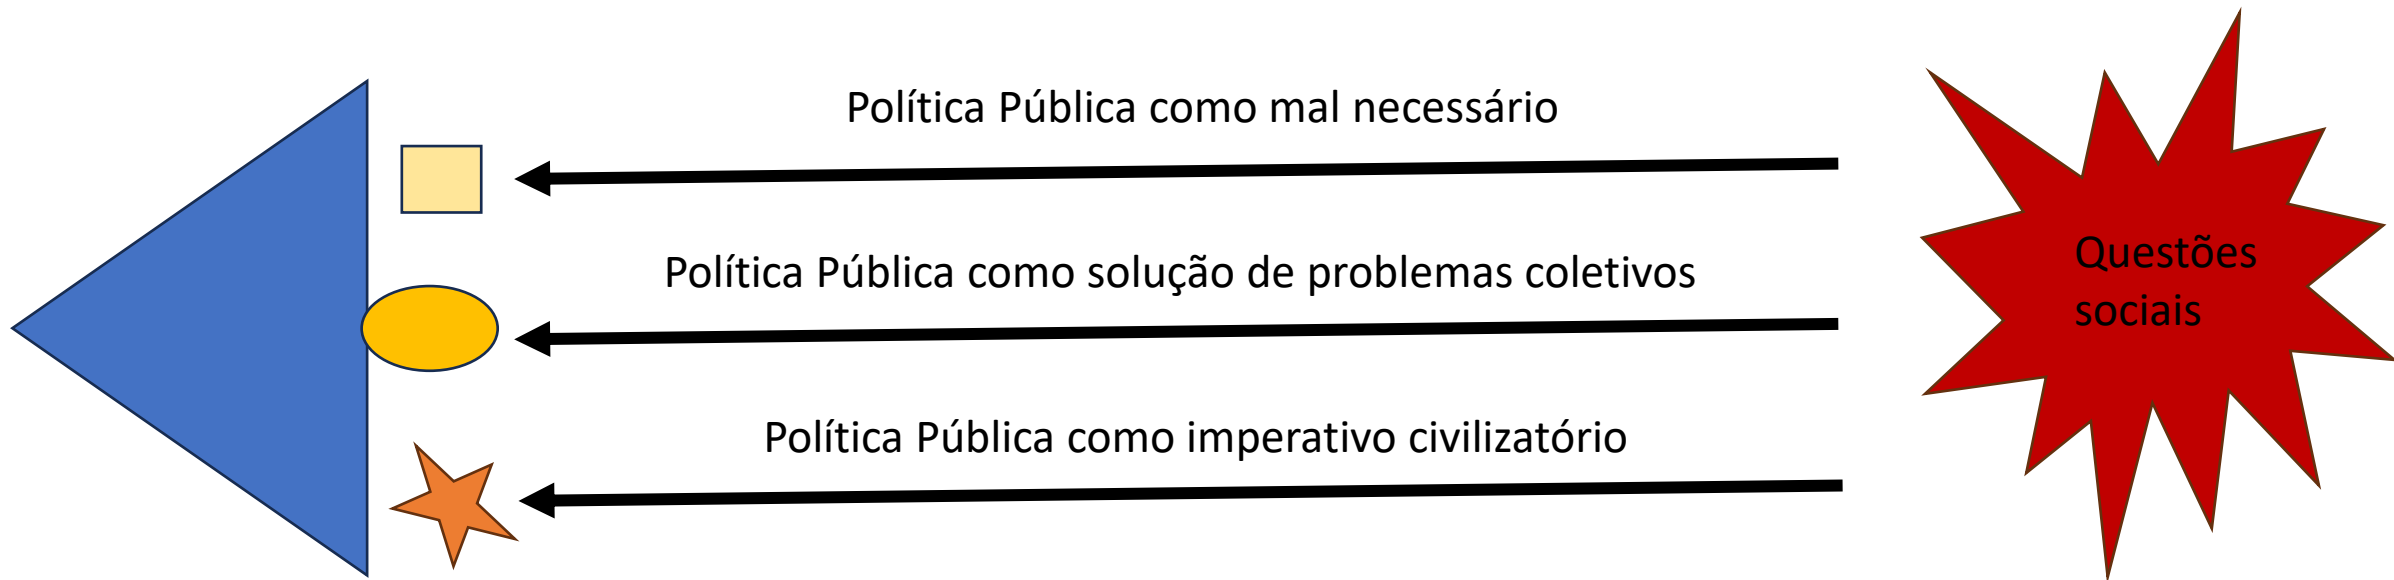 Política Pública como mal necessário
Política Pública como solução de problemas coletivos
Política Pública como imperativo civilizatório
Questões
sociais